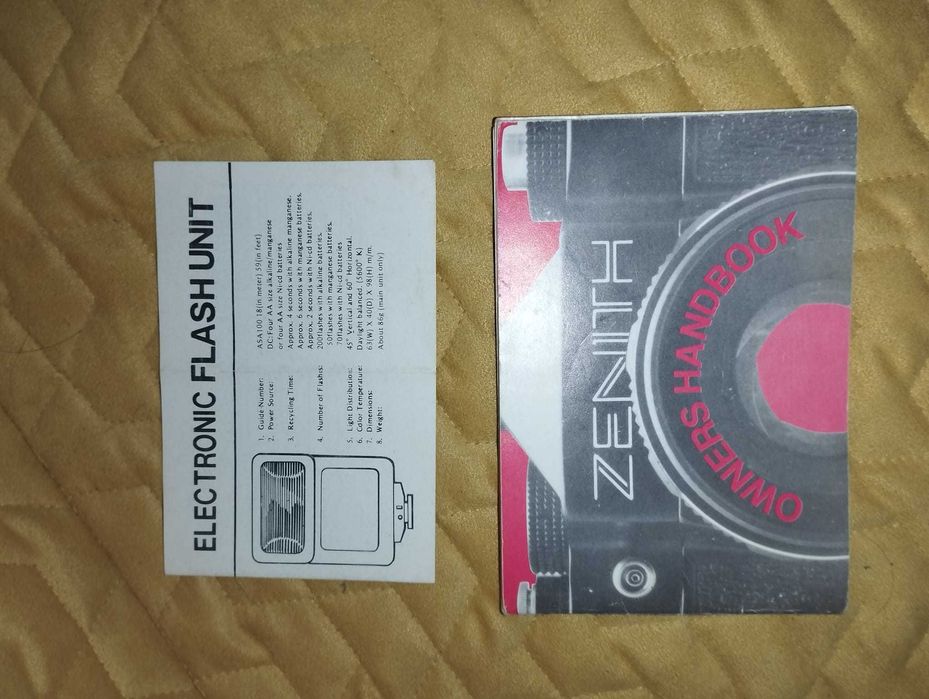 ELECTRONIC FLASH UNIT
1. Guide Number: ASA100 18(in meter) 59(in feet)
2. Power Source: DC:Four AA size alkaline/manganese
or four AA size Ni-cd batteries
3. Recycling Time: Approx. 4 seconds with alkaline manganese.
Approx. 6 seconds with manganese batteries.
Approx. 2 seconds with Ni-cd batteries.
4. Number of Flashs: 200flashes with alkaline batteries.
50flashes with manganese batteries.
70flashes with Ni-cd batteries
5. Light Distribution: 45° Vertical and 60° Horizontal.
6. Color Temperature: Daylight balanced. (5600° K)
7. Dimensions: 63(W) X 40(D) X 98(H) m/m.
8. Weight: About 86g (main unit only)
ZENITH
OWNERS HANDBOOK